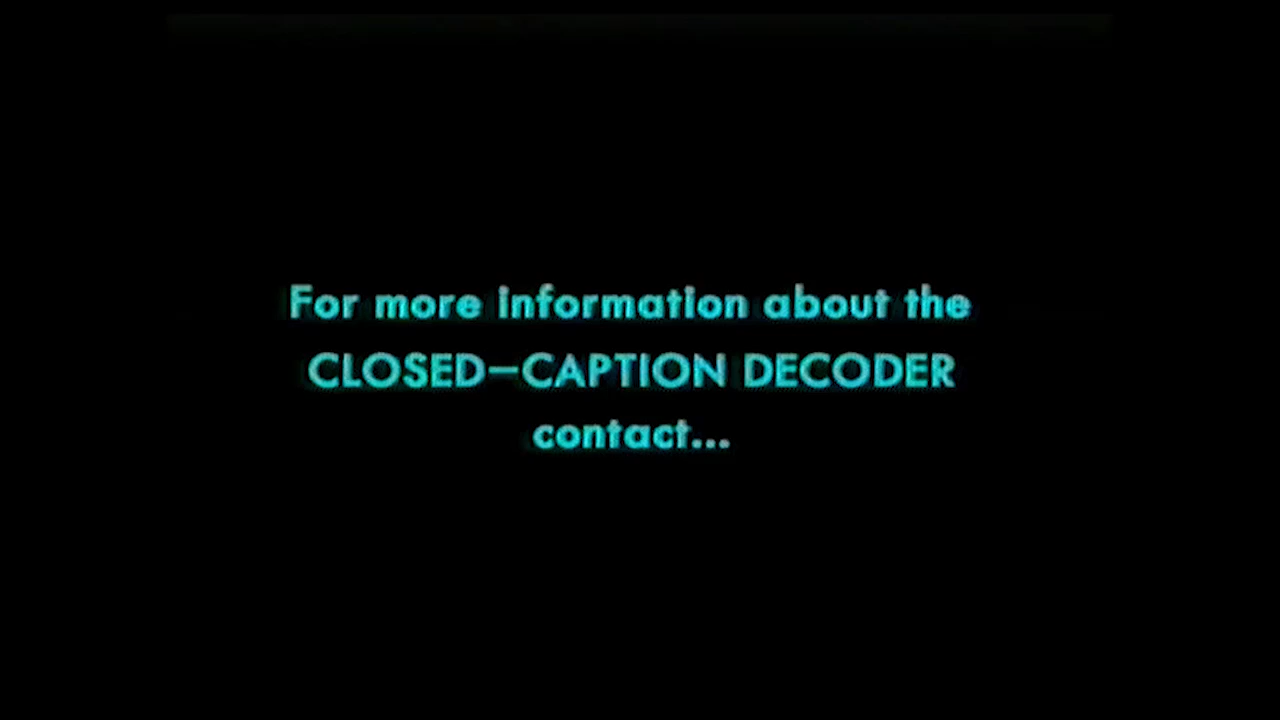 For more information about the
CLOSED–CAPTION DECODER
contact...